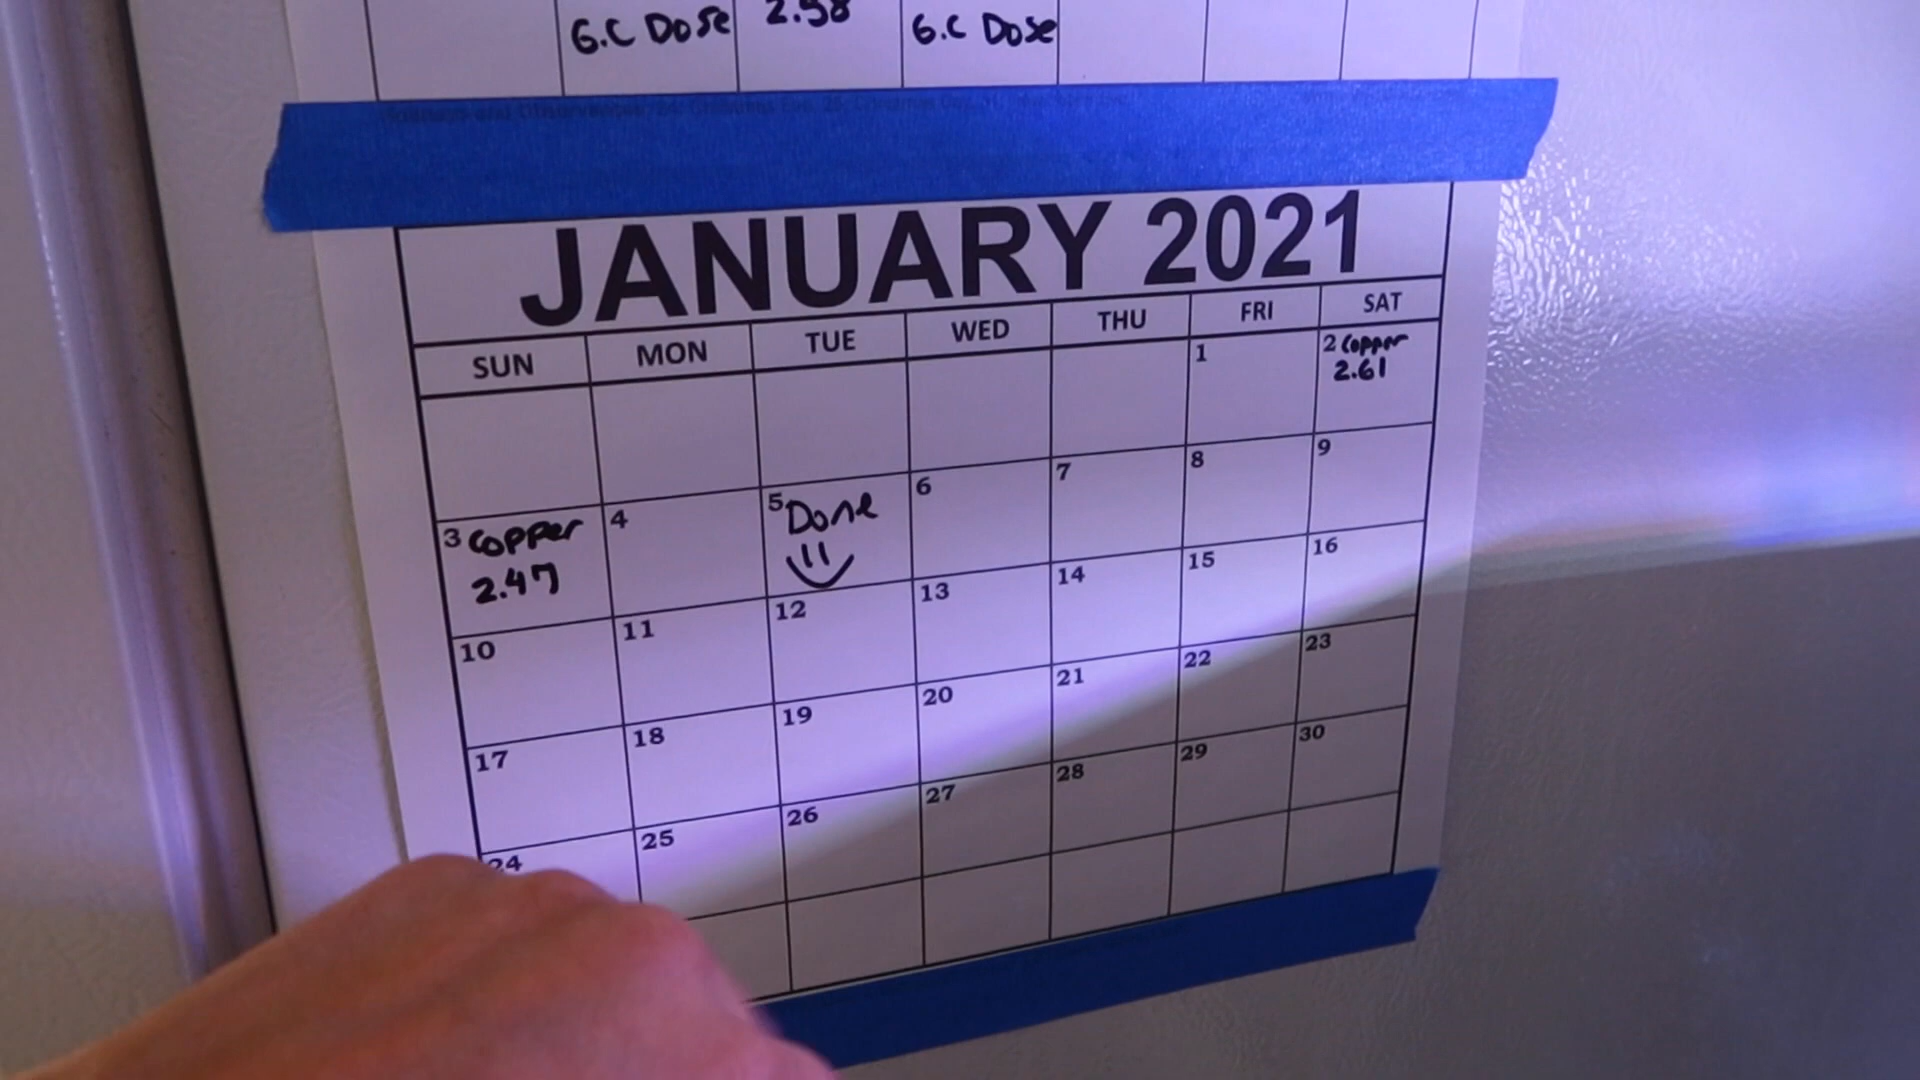 G.C Dose 2.58 G.C Dose
JANUARY 2021
SUN MON TUE WED THU FRI SAT
1 2 Copper
2.61
3 Copper 4 5 Done 6 7 8 9
2.47
10 11 12 13 14 15 16
17 18 19 20 21 22 23
24 25 26 27 28 29 30